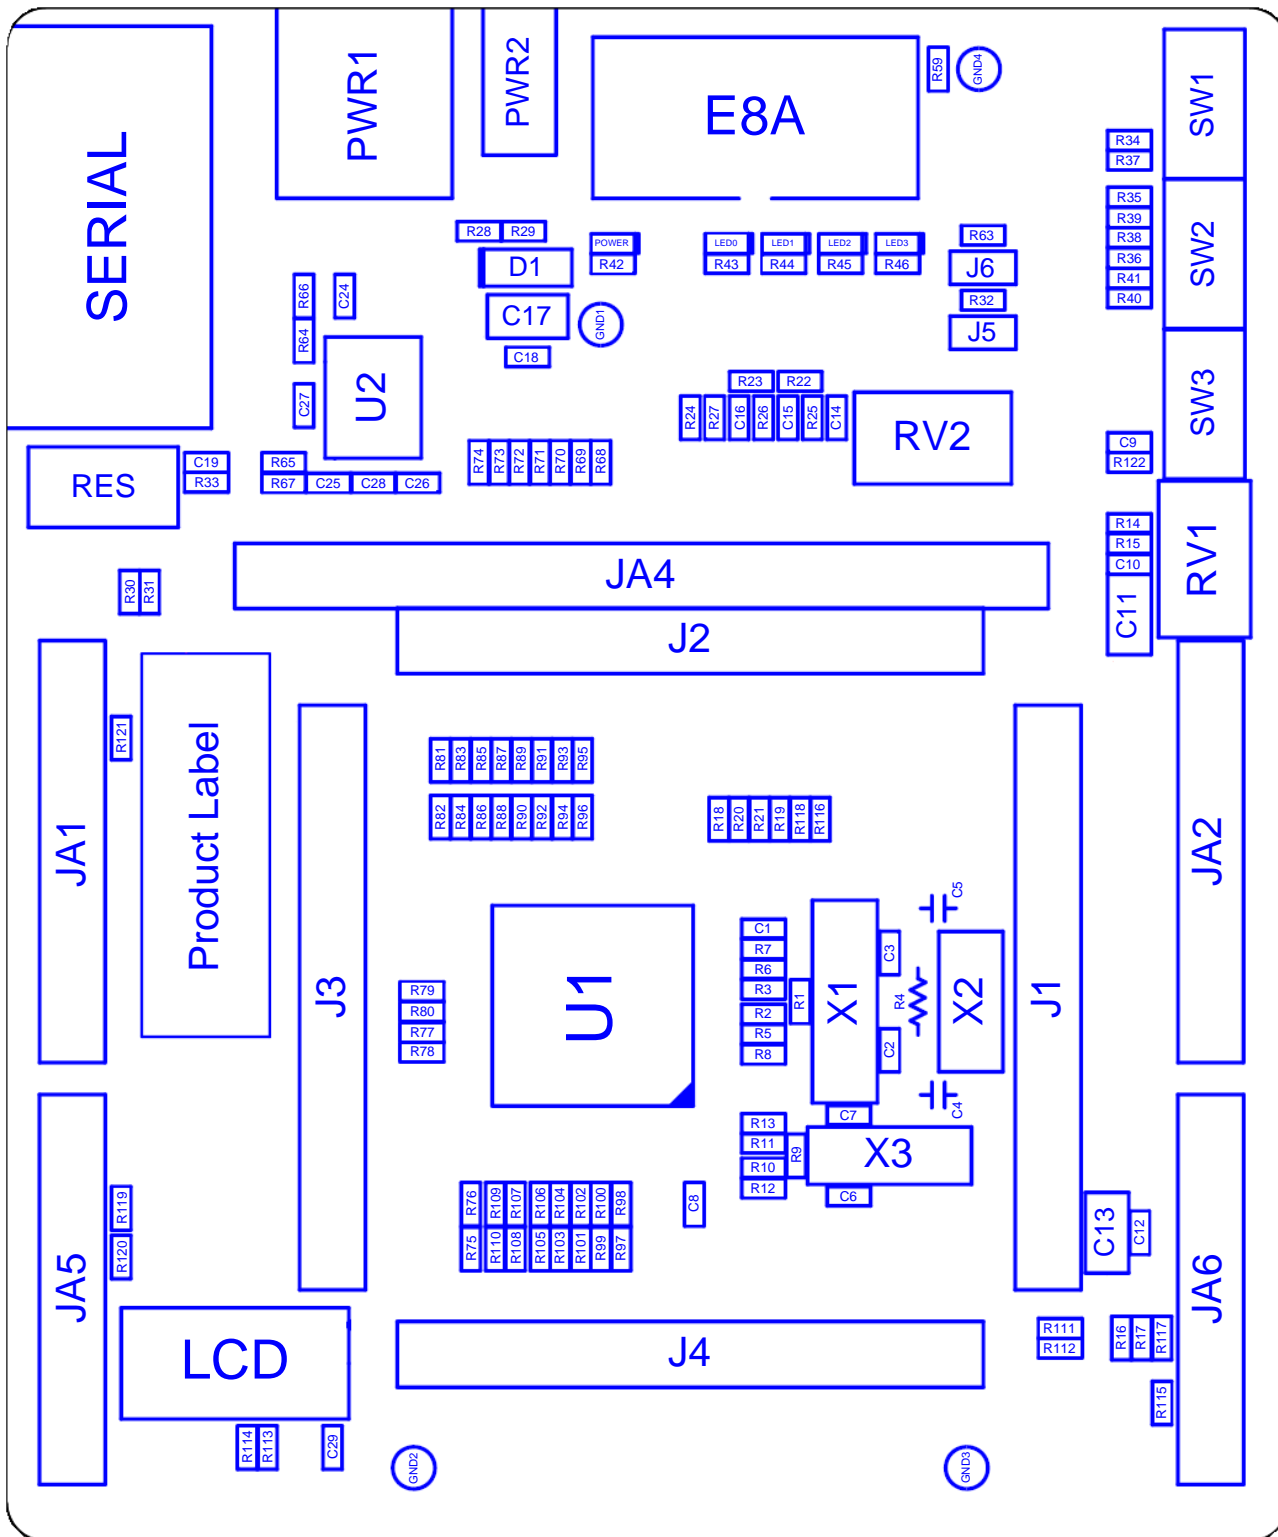 SERIAL
PWR1
PWR2
E8A
R59
GND4
SW1
R34
R37
R35
R39
R38
R36
R41
R40
SW2
R28
R29
POWER
R42
LED0
R43
LED1
R44
LED2
R45
LED3
R46
R63
J6
R32
J5
D1
C17
C18
GND1
R66
R64
C24
C27
U2
SW3
R23
R22
R24
R27
C16
R26
C15
R25
C14
RV2
C9
R122
RES
C19
R33
R65
R67
C25
C28
C26
R74
R73
R72
R71
R70
R69
R68
R14
R15
C10
C11
RV1
JA4
J2
R30
R31
JA1
R121
Product Label
J3
R81
R83
R85
R87
R89
R91
R93
R95
R82
R84
R86
R88
R90
R92
R94
R96
R18
R20
R21
R19
R118
R116
J1
JA2
U1
R79
R80
R77
R78
C1
R7
R6
R3
R2
R5
R8
R1
X1
C3
C2
R4
C5
X2
C4
C7
R13
R11
R10
R12
R9
X3
C6
C8
R76
R109
R107
R106
R104
R102
R100
R98
R75
R110
R108
R105
R103
R101
R99
R97
R119
R120
JA5
C13
C12
JA6
LCD
J4
R111
R112
R16
R17
R117
R115
R114
R113
C29
GND2
GND3